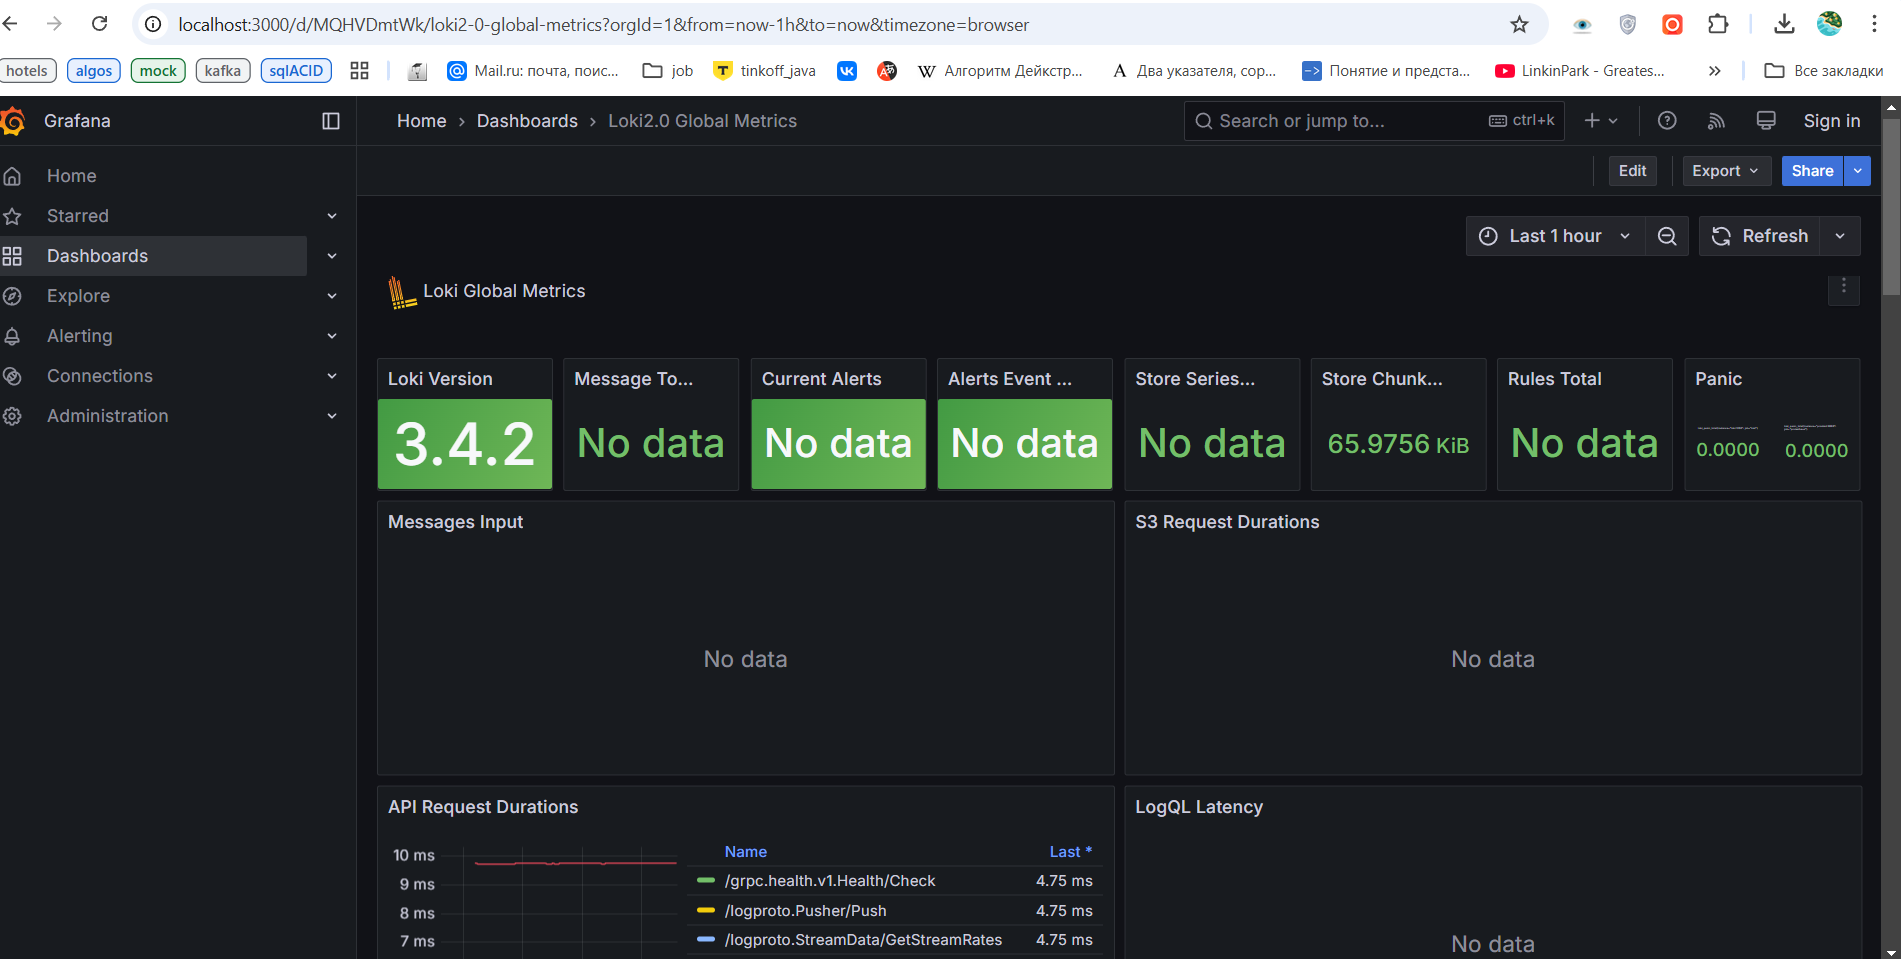 localhost:3000/d/MQHVDmtWk/loki2-0-global-metrics?orgId=1&from=now-1h&to=now&timezone=browser
hotels algos mock kafka sqlACID Mail.ru: почта, поис... job tinkoff_java Алгоритм Дейкстр... Два указателя, сор... Понятие и предста... LinkinPark - Greates... » Все закладки
Grafana
Home › Dashboards › Loki2.0 Global Metrics
Search or jump to... ctrl+k
Sign in
Home
Starred
Dashboards
Explore
Alerting
Connections
Administration
Edit Export Share
Last 1 hour Refresh
Loki Global Metrics
Loki Version
3.4.2
Message To...
No data
Current Alerts
No data
Alerts Event ...
No data
Store Series...
No data
Store Chunk...
65.9756 KiB
Rules Total
No data
Panic
0.0000 0.0000
Messages Input
No data
S3 Request Durations
No data
API Request Durations
10 ms
9 ms
8 ms
7 ms
Name Last *
/grpc.health.v1.Health/Check 4.75 ms
/logproto.Pusher/Push 4.75 ms
/logproto.StreamData/GetStreamRates 4.75 ms
LogQL Latency
No data